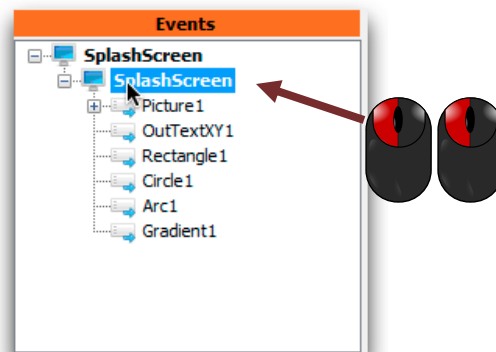 Events
SplashScreen
SplashScreen
Picture1
OutTextXY1
Rectangle1
Circle1
Arc1
Gradient1